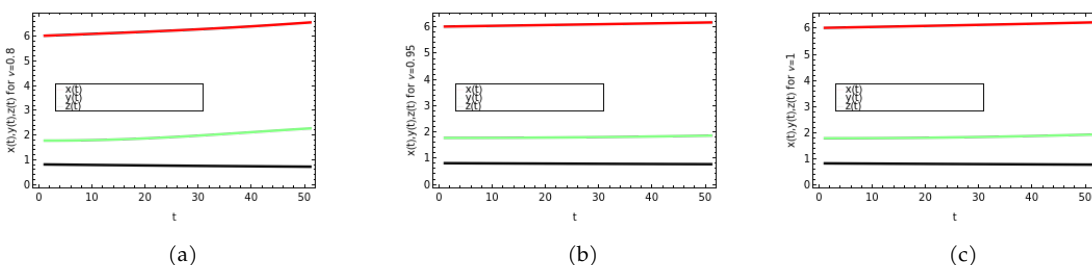 x(t),y(t),z(t) for v=0.8
6
5
4
3
2
1
0
x(t)
y(t)
z(t)
0 10 20 30 40 50
t
(a)
x(t),y(t),z(t) for v=0.95
6
5
4
3
2
1
0
x(t)
y(t)
z(t)
0 10 20 30 40 50
t
(b)
x(t),y(t),z(t) for v=1
6
5
4
3
2
1
0
x(t)
y(t)
z(t)
0 10 20 30 40 50
t
(c)